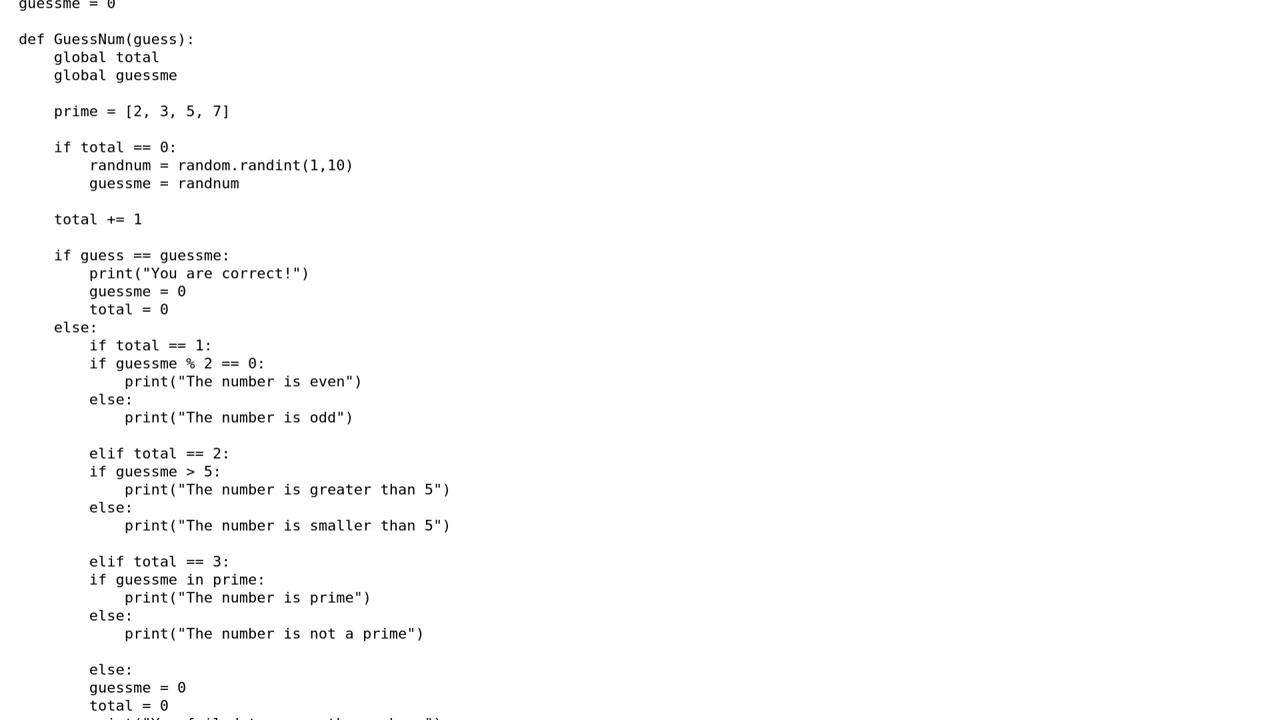 guessme = 0
def GuessNum(guess):
    global total
    global guessme
    prime = [2, 3, 5, 7]
    if total == 0:
        randnum = random.randint(1,10)
        guessme = randnum
    total += 1
    if guess == guessme:
        print("You are correct!")
        guessme = 0
        total = 0
    else:
        if total == 1:
        if guessme % 2 == 0:
            print("The number is even")
        else:
            print("The number is odd")
        elif total == 2:
        if guessme > 5:
            print("The number is greater than 5")
        else:
            print("The number is smaller than 5")
        elif total == 3:
        if guessme in prime:
            print("The number is prime")
        else:
            print("The number is not a prime")
        else:
        guessme = 0
        total = 0